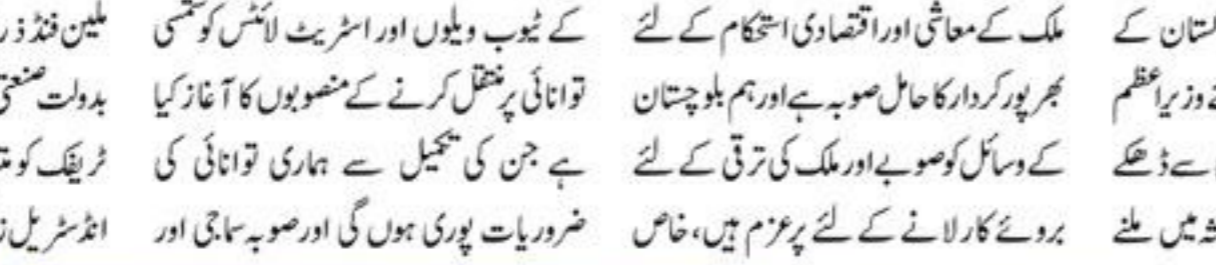 ملک کے معاشی اور اقتصادی استحکام کے لئے
بھرپور کردار کا حامل صوبہ ہے اور ہم بلوچستان
کے وسائل کو صوبے اور ملک کی ترقی کے لئے
بروئے کار لانے کے لئے پرعزم ہیں، خاص
کے ٹیوب ویلوں اور اسٹریٹ لائٹس کو شمسی
توانائی پر منتقل کرنے کے منصوبوں کا آغاز کیا
ہے جن کی تکمیل سے ہماری توانائی کی
ضروریات پوری ہوں گی اور صوبہ سماجی اور
ملین فنڈ
بدولت صنعتی
ٹریفک کو
انڈسٹریل